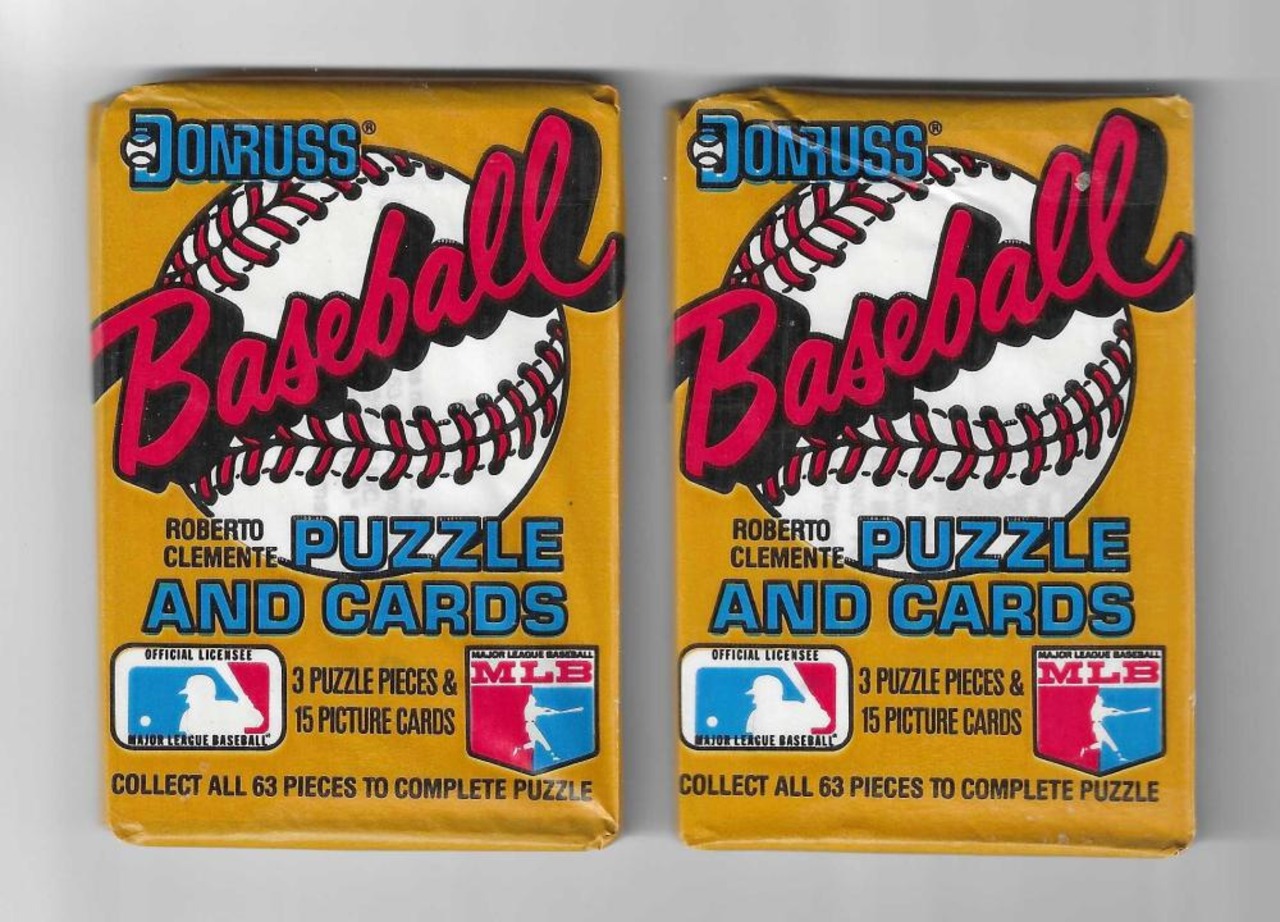 DONRUSS®
Baseball
ROBERTO
CLEMENTE PUZZLE
AND CARDS
OFFICIAL LICENSEE
MAJOR LEAGUE BASEBALL
3 PUZZLE PIECES &
15 PICTURE CARDS
MAJOR LEAGUE BASEBALL
MLB
COLLECT ALL 63 PIECES TO COMPLETE PUZZLE
DONRUSS®
Baseball
ROBERTO
CLEMENTE PUZZLE
AND CARDS
OFFICIAL LICENSEE
MAJOR LEAGUE BASEBALL
3 PUZZLE PIECES &
15 PICTURE CARDS
MAJOR LEAGUE BASEBALL
MLB
COLLECT ALL 63 PIECES TO COMPLETE PUZZLE